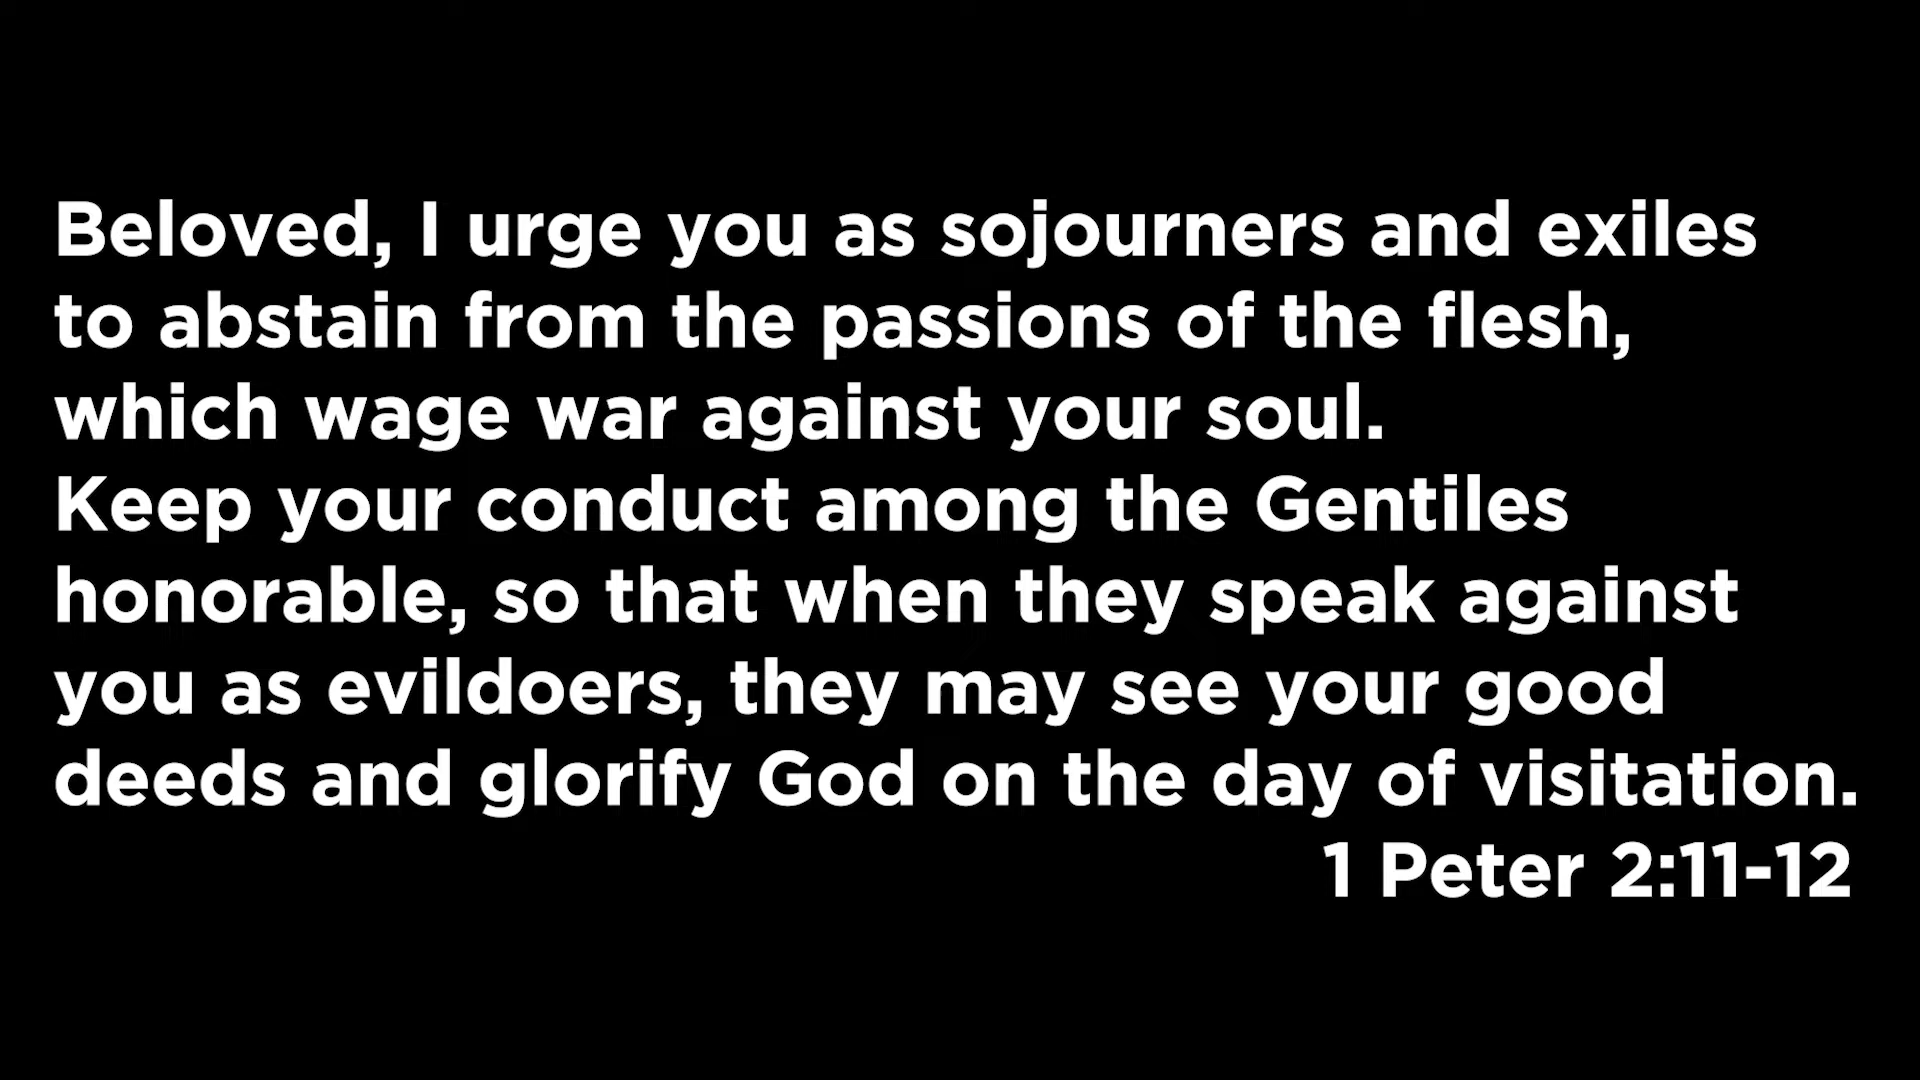 Beloved, I urge you as sojourners and exiles
to abstain from the passions of the flesh,
which wage war against your soul.
Keep your conduct among the Gentiles
honorable, so that when they speak against
you as evildoers, they may see your good
deeds and glorify God on the day of visitation.
1 Peter 2:11-12